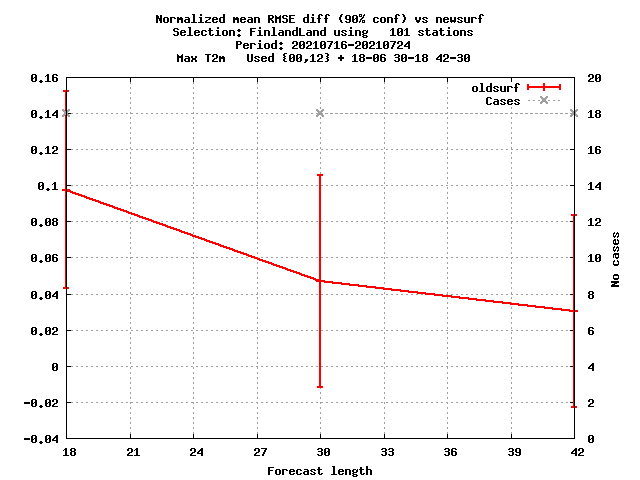 Normalized mean RMSE diff (90% conf) vs newsurf
Selection: FinlandLand using   101 stations
Period: 20210716-20210724
Max T2m   Used {00,12} + 18-06 30-18 42-30
oldsurf
Cases
0.16
0.14
0.12
0.1
0.08
0.06
0.04
0.02
0
-0.02
-0.04
20
18
16
14
12
10
8
6
4
2
0
No cases
18 21 24 27 30 33 36 39 42
Forecast length